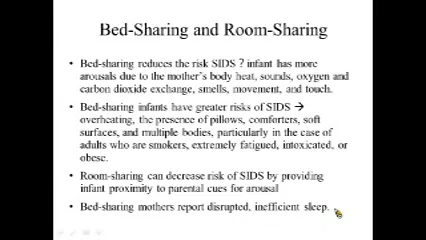 Bed-Sharing and Room-Sharing
• Bed-sharing reduces the risk SIDS ? infant has more
arousals due to the mother's body heat, sounds, oxygen and
carbon dioxide exchange, smells, movement, and touch.
• Bed-sharing infants have greater risks of SIDS →
overheating, the presence of pillows, comforters, soft
surfaces, and multiple bodies, particularly in the case of
adults who are smokers, extremely fatigued, intoxicated, or
obese.
• Room-sharing can decrease risk of SIDS by providing
infant proximity to parental cues for arousal
• Bed-sharing mothers report disrupted, inefficient sleep.